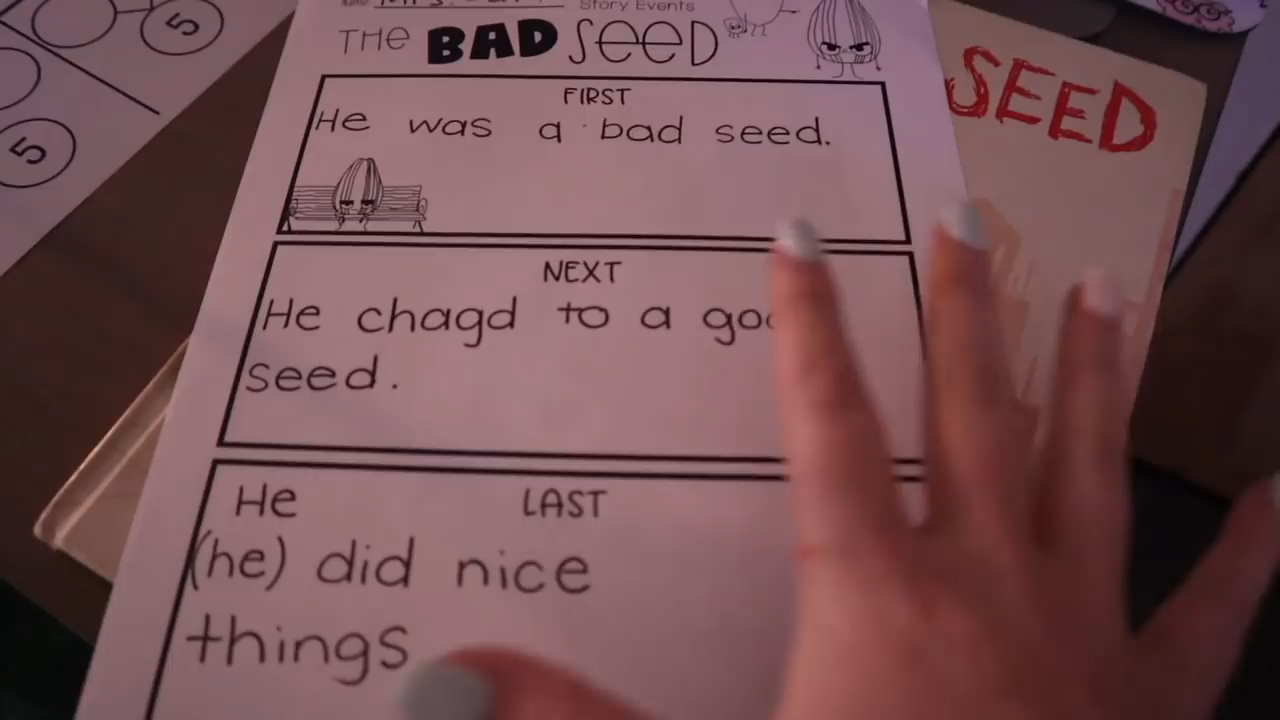 Story Events
THE BAD SEED
SEED
FIRST
He was a bad seed.
NEXT
He chagd to a
seed.
He LAST
(he) did nice
things
5
5